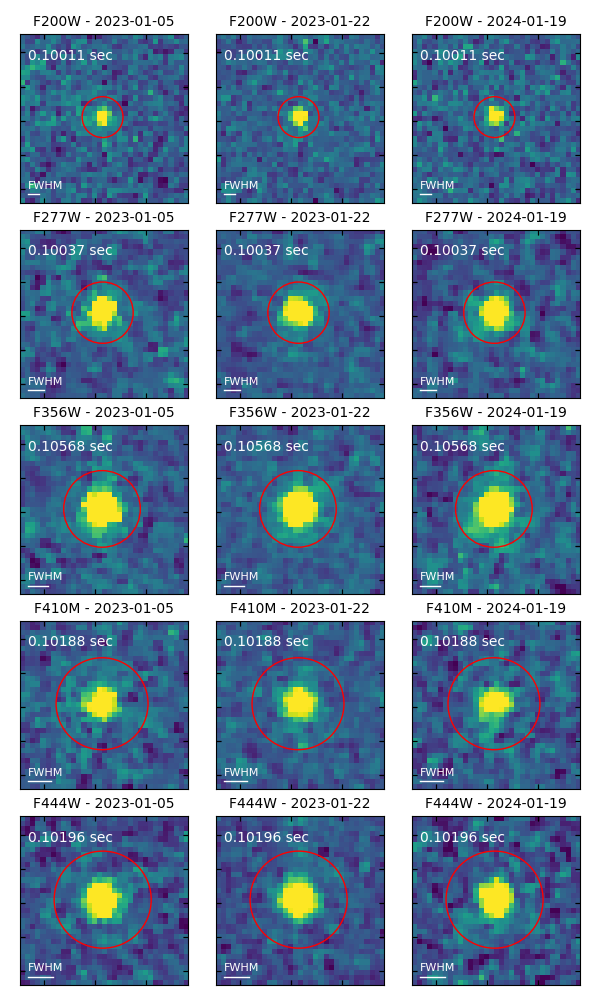 F200W - 2023-01-05
F200W - 2023-01-22
F200W - 2024-01-19
0.10011 sec
0.10011 sec
0.10011 sec
FWHM
FWHM
FWHM
F277W - 2023-01-05
F277W - 2023-01-22
F277W - 2024-01-19
0.10037 sec
0.10037 sec
0.10037 sec
FWHM
FWHM
FWHM
F356W - 2023-01-05
F356W - 2023-01-22
F356W - 2024-01-19
0.10568 sec
0.10568 sec
0.10568 sec
FWHM
FWHM
FWHM
F410M - 2023-01-05
F410M - 2023-01-22
F410M - 2024-01-19
0.10188 sec
0.10188 sec
0.10188 sec
FWHM
FWHM
FWHM
F444W - 2023-01-05
F444W - 2023-01-22
F444W - 2024-01-19
0.10196 sec
0.10196 sec
0.10196 sec
FWHM
FWHM
FWHM